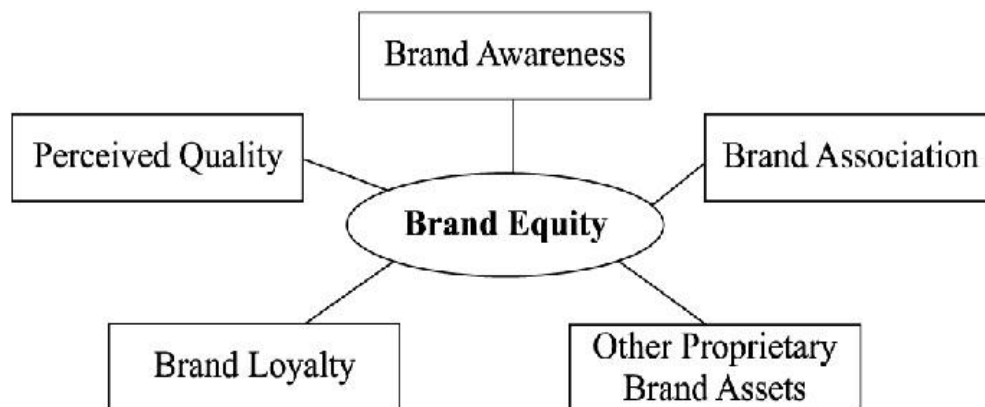 Brand Awareness
Perceived Quality
Brand Association
Brand Equity
Brand Loyalty
Other Proprietary
Brand Assets